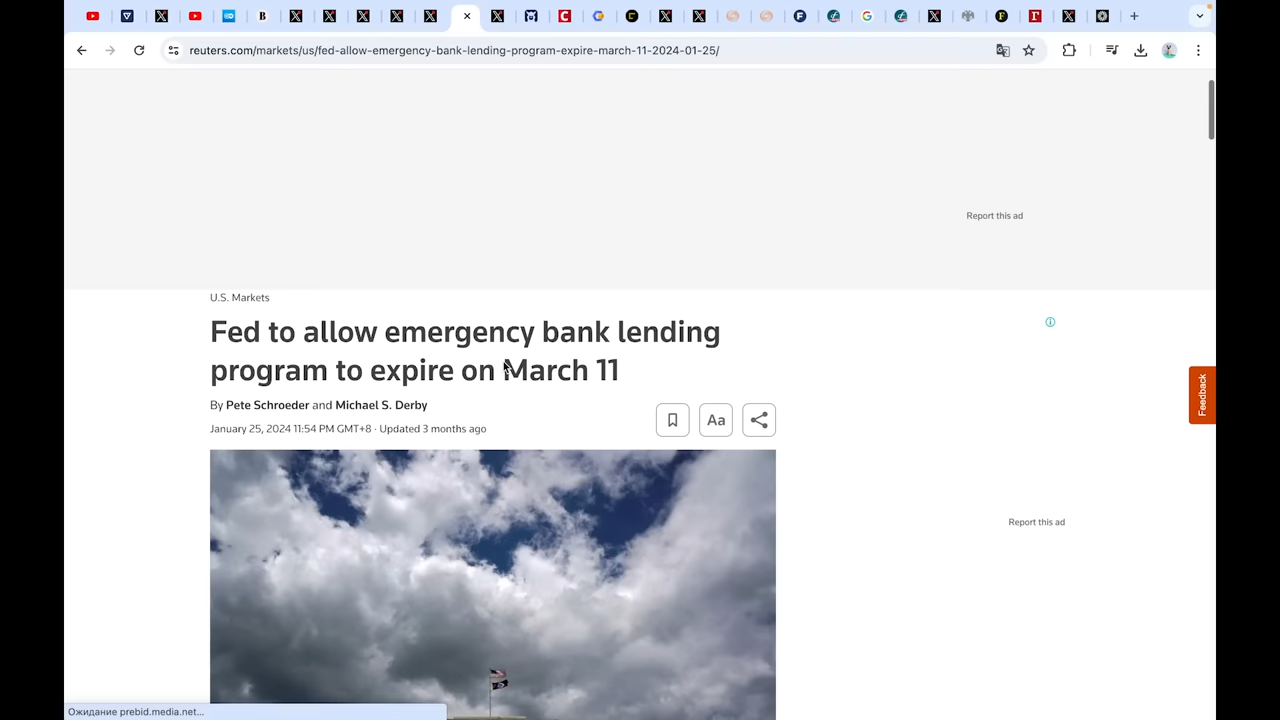 reuters.com/markets/us/fed-allow-emergency-bank-lending-program-expire-march-11-2024-01-25/
Report this ad
U.S. Markets
Fed to allow emergency bank lending
program to expire on March 11
By Pete Schroeder and Michael S. Derby
January 25, 2024 11:54 PM GMT+8 · Updated 3 months ago
Aa
Feedback
Report this ad
Ожидание prebid.media.net...